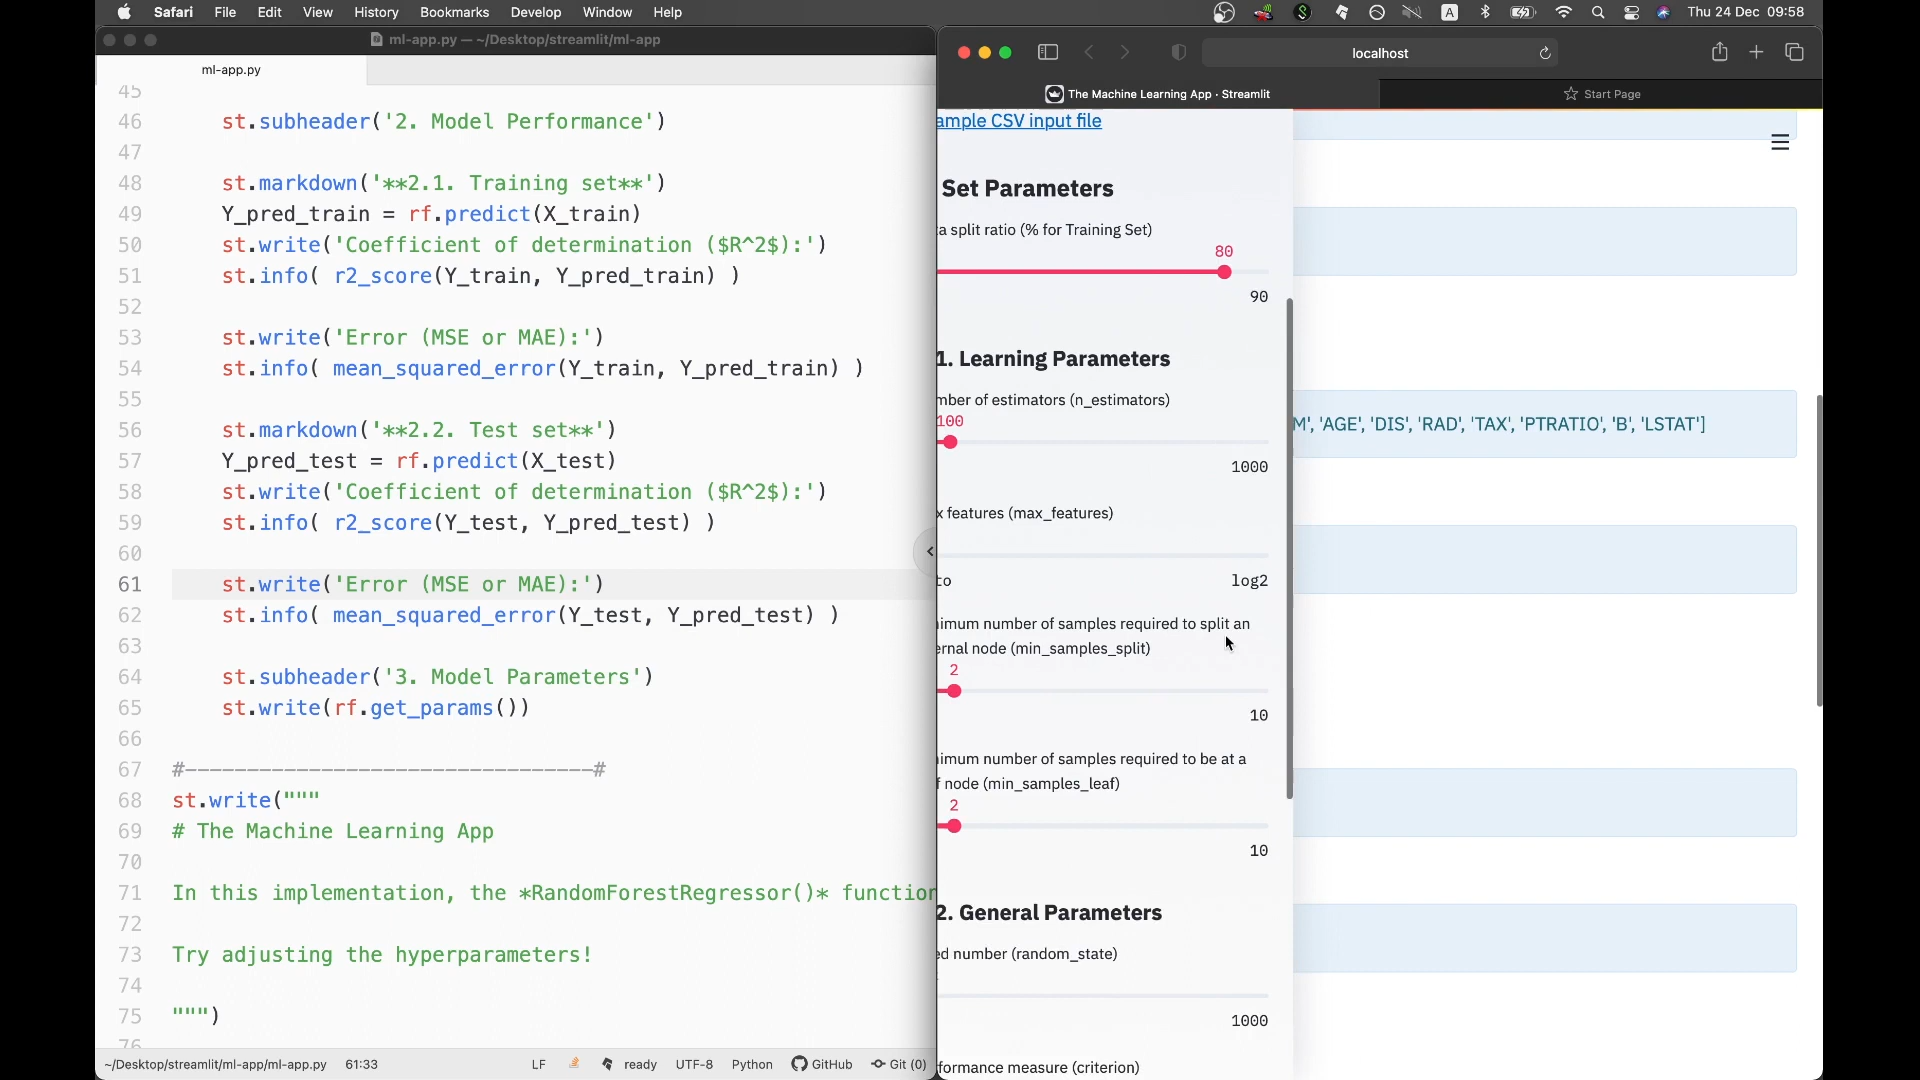 Safari File Edit View History Bookmarks Develop Window Help
A
Thu 24 Dec 09:58
ml-app.py — ~/Desktop/streamlit/ml-app
ml-app.py
45
46 st.subheader('2. Model Performance')
47
48 st.markdown('**2.1. Training set**')
49 Y_pred_train = rf.predict(X_train)
50 st.write('Coefficient of determination ($R^2$):')
51 st.info( r2_score(Y_train, Y_pred_train) )
52
53 st.write('Error (MSE or MAE):')
54 st.info( mean_squared_error(Y_train, Y_pred_train) )
55
56 st.markdown('**2.2. Test set**')
57 Y_pred_test = rf.predict(X_test)
58 st.write('Coefficient of determination ($R^2$):')
59 st.info( r2_score(Y_test, Y_pred_test) )
60
61 st.write('Error (MSE or MAE):')
62 st.info( mean_squared_error(Y_test, Y_pred_test) )
63
64 st.subheader('3. Model Parameters')
65 st.write(rf.get_params())
66
67 #---------------------------------#
68 st.write("""
69 # The Machine Learning App
70
71 In this implementation, the *RandomForestRegressor()* function
72
73 Try adjusting the hyperparameters!
74
75 """)
76
~/Desktop/streamlit/ml-app/ml-app.py 61:33 LF ready UTF-8 Python GitHub Git (0)
localhost
The Machine Learning App · Streamlit
Start Page
ample CSV input file
Set Parameters
a split ratio (% for Training Set)
80
90
1. Learning Parameters
mber of estimators (n_estimators)
100
1000
x features (max_features)
to log2
imum number of samples required to split an
ernal node (min_samples_split)
2
10
imum number of samples required to be at a
f node (min_samples_leaf)
2
10
2. General Parameters
ed number (random_state)
1000
formance measure (criterion)
M', 'AGE', 'DIS', 'RAD', 'TAX', 'PTRATIO', 'B', 'LSTAT']